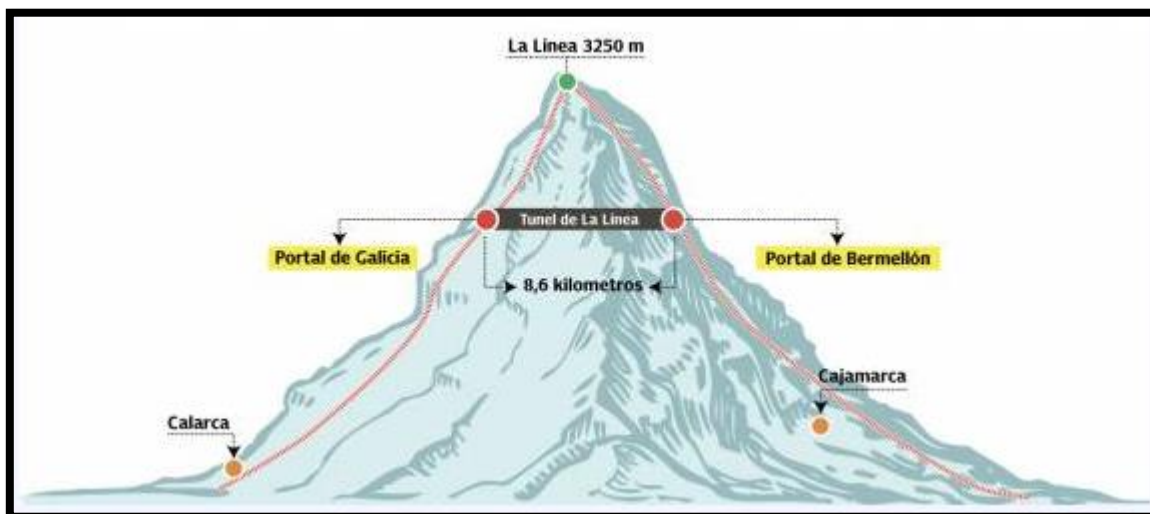 La Linea 3250 m
Tunel de La Linea
Portal de Galicia
Portal de Bermellón
8,6 kilometros
Cajamarca
Calarca